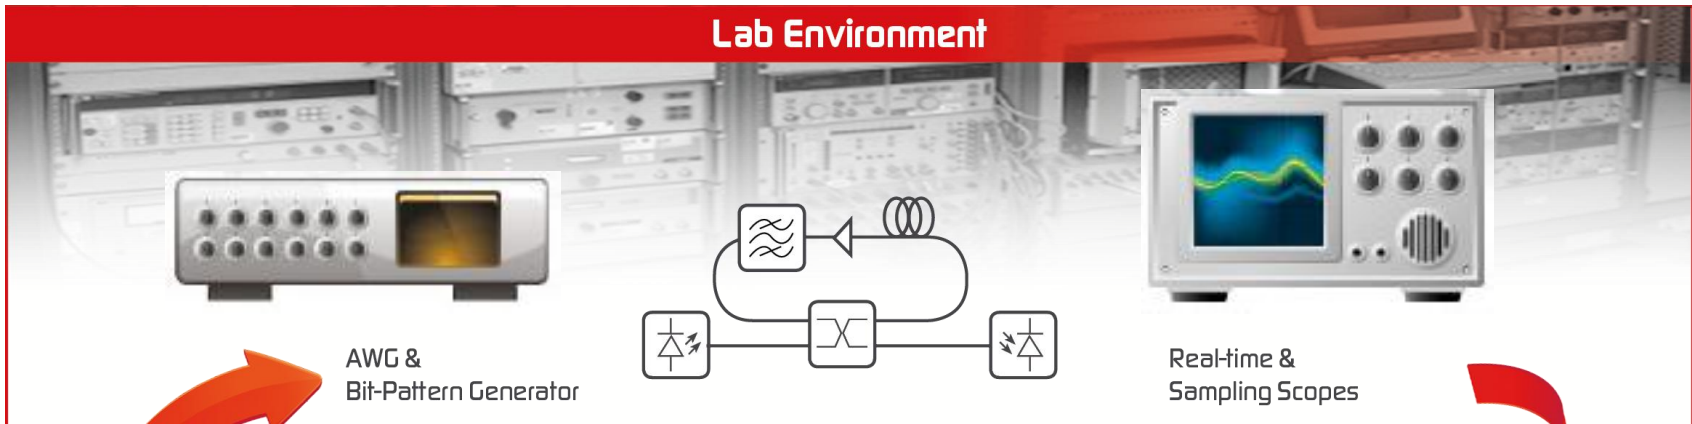 Lab Environment
AWG &
Bit-Pattern Generator
Real-time &
Sampling Scopes